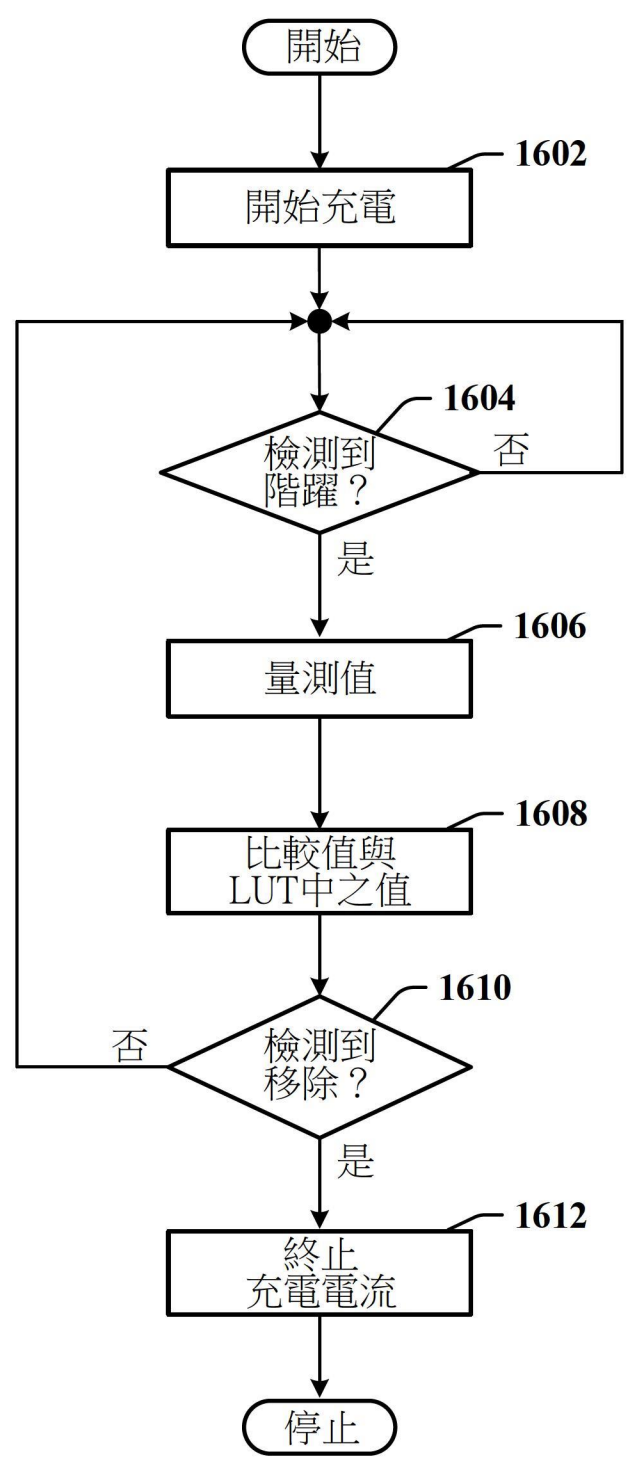 開始
1602
開始充電
1604
檢測到
階躍？
否
是
1606
量測值
1608
比較值與
LUT中之值
1610
檢測到
移除？
否
是
1612
終止
充電電流
停止